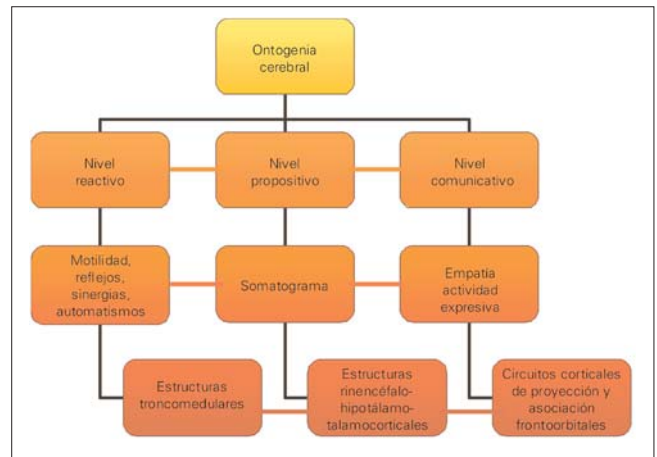 Ontogenia
cerebral
Nivel
reactivo
Nivel
propositivo
Nivel
comunicativo
Motilidad,
reflejos,
sinergias,
automatismos
Somatograma
Empatía
actividad
expresiva
Estructuras
troncomedulares
Estructuras
rinencéfalo-
hipotálamo-
talamocorticales
Circuitos corticales
de proyección y
asociación
frontoorbitales